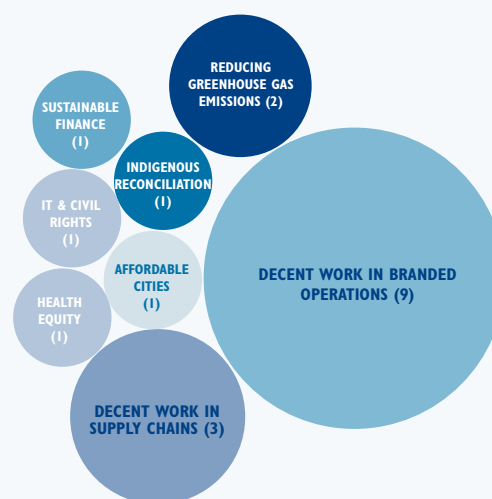 REDUCING
GREENHOUSE GAS
EMISSIONS (2)
SUSTAINABLE
FINANCE
(1)
INDIGENOUS
RECONCILIATION
(1)
IT & CIVIL
RIGHTS
(1)
AFFORDABLE
CITIES
(1)
DECENT WORK IN BRANDED
OPERATIONS (9)
HEALTH
EQUITY
(1)
DECENT WORK IN
SUPPLY CHAINS (3)